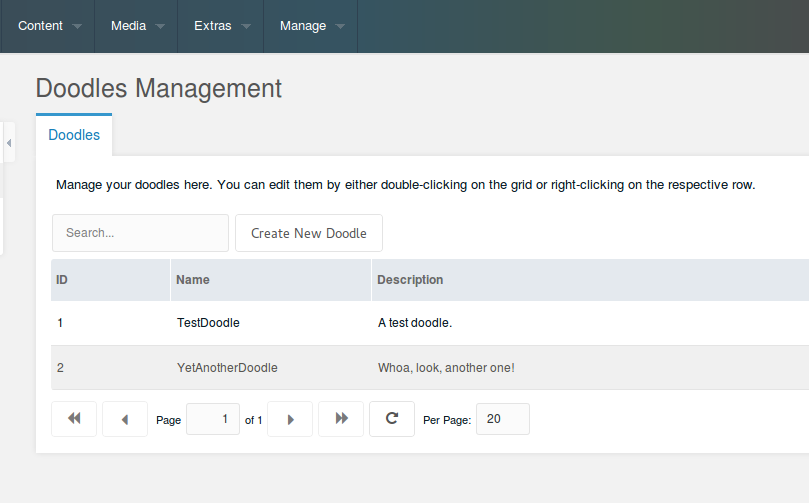 Content Media Extras Manage
Doodles Management
Doodles
Manage your doodles here. You can edit them by either double-clicking on the grid or right-clicking on the respective row.
Search... Create New Doodle
ID Name Description
1 TestDoodle A test doodle.
2 YetAnotherDoodle Whoa, look, another one!
Page 1 of 1 Per Page: 20